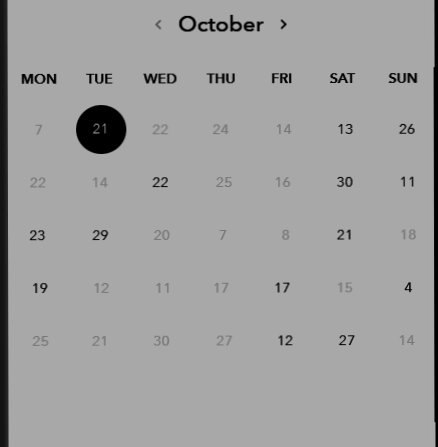 ‹ October ›
MON TUE WED THU FRI SAT SUN
7 21 22 24 14 13 26
22 14 22 25 16 30 11
23 29 20 7 8 21 18
19 12 11 17 17 15 4
25 21 30 27 12 27 14